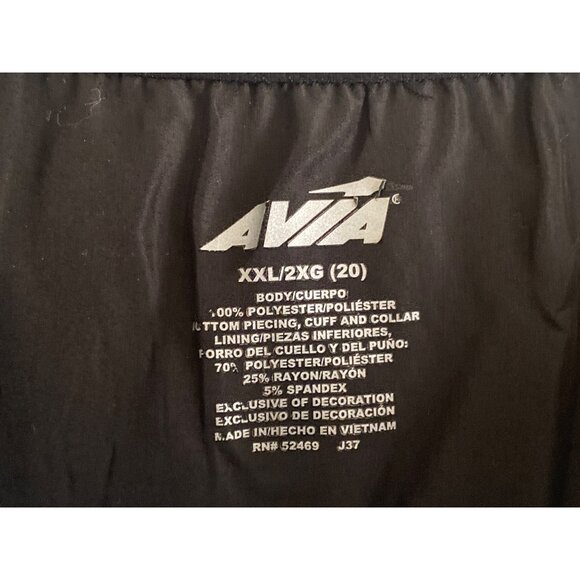 AVIA®
XXL/2XG (20)
BODY/CUERPO
100% POLYESTER/POLIÉSTER
BOTTOM PIECING, CUFF AND COLLAR
LINING/PIEZAS INFERIORES,
FORRO DEL CUELLO Y DEL PUÑO:
70% POLYESTER/POLIÉSTER
25% RAYON/RAYÓN
5% SPANDEX
EXCLUSIVE OF DECORATION
EXCLUSIVO DE DECORACIÓN
MADE IN/HECHO EN VIETNAM
RN# 52469 J37